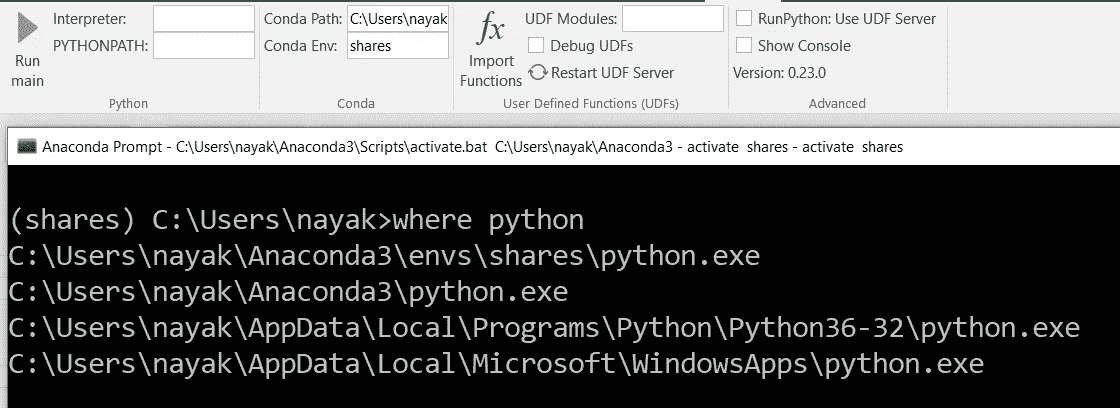 Interpreter:
PYTHONPATH:
Run
main
Python
Conda Path: C:\Users\nayak
Conda Env: shares
Conda
fx
Import
Functions
UDF Modules:
Debug UDFs
Restart UDF Server
User Defined Functions (UDFs)
RunPython: Use UDF Server
Show Console
Version: 0.23.0
Advanced
Anaconda Prompt - C:\Users\nayak\Anaconda3\Scripts\activate.bat C:\Users\nayak\Anaconda3 - activate shares - activate shares
(shares) C:\Users\nayak>where python
C:\Users\nayak\Anaconda3\envs\shares\python.exe
C:\Users\nayak\Anaconda3\python.exe
C:\Users\nayak\AppData\Local\Programs\Python\Python36-32\python.exe
C:\Users\nayak\AppData\Local\Microsoft\WindowsApps\python.exe